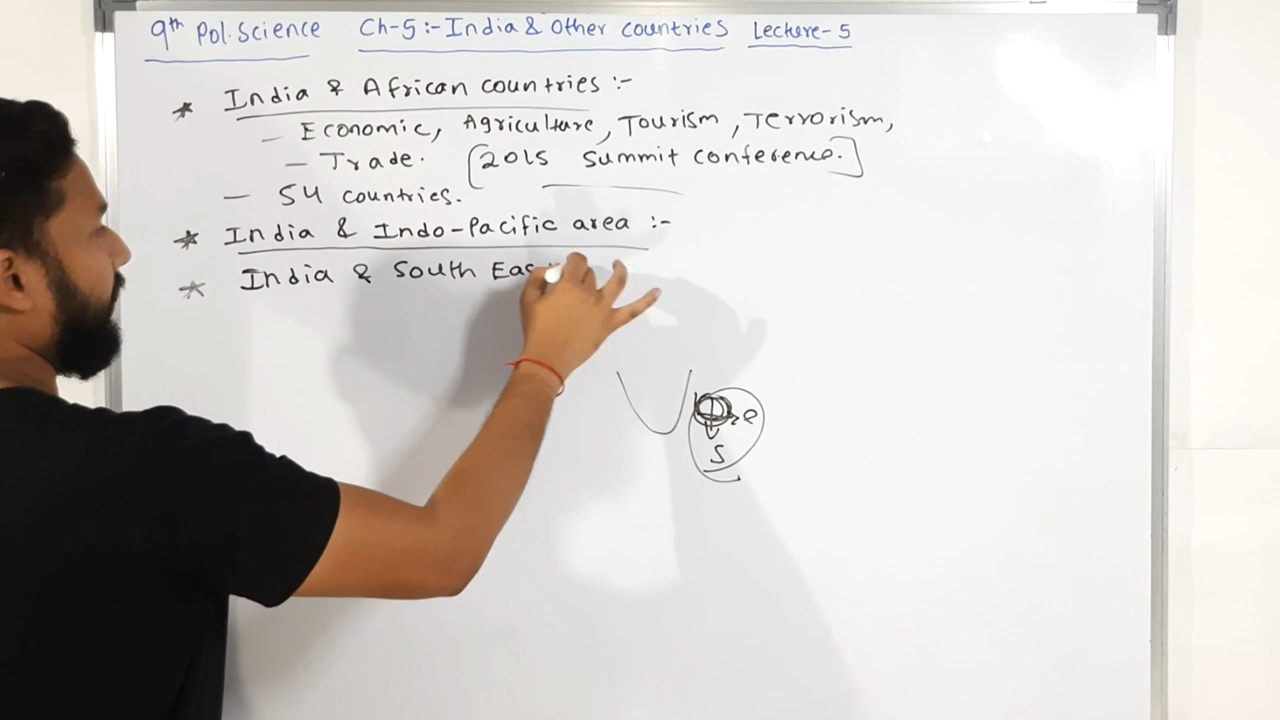 9th Pol. Science Ch-5:- India & Other countries Lecture-5
* India & African countries :-
- Economic, Agriculture, Tourism, Terrorism,
- Trade. [2015 Summit conference.]
- 54 countries.
* India & Indo-Pacific area :-
* India & South Eas
e
S